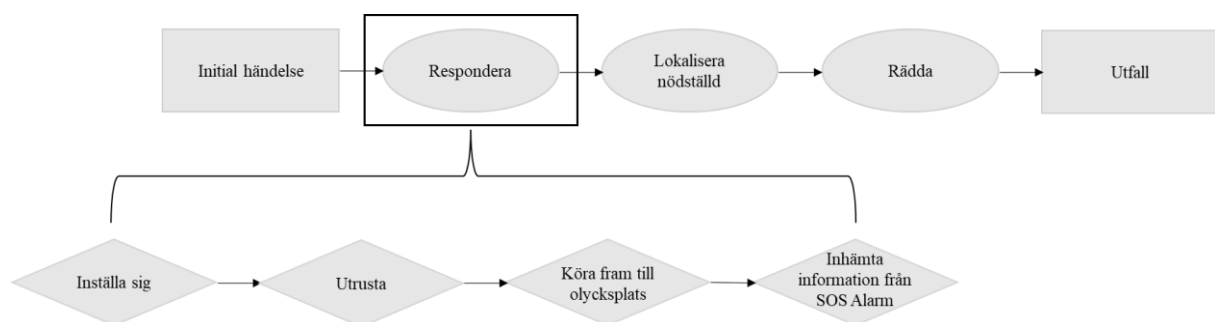 Initial händelse
Respondera
Lokalisera
nödställd
Rädda
Utfall
Inställa sig
Utrusta
Köra fram till
olycksplats
Inhämta
information från
SOS Alarm